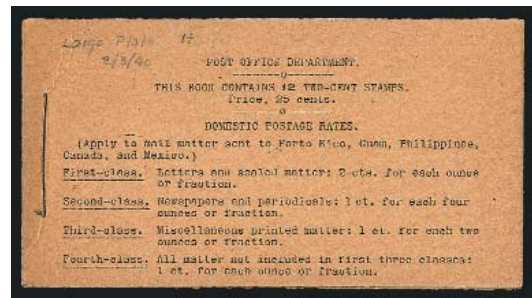 Large Plate H
2/3/40
POST OFFICE DEPARTMENT.
THIS BOOK CONTAINS 12 TWO-CENT STAMPS.
Price, 25 cents.
DOMESTIC POSTAGE RATES.
(Apply to mail matter sent to Porto Rico, Guam, Philippines,
Canada, and Mexico.)
First-class. Letters and sealed matter: 2 cts. for each ounce
or fraction.
Second-class. Newspapers and periodicals: 1 ct. for each four
ounces or fraction.
Third-class. Miscellaneous printed matter: 1 ct. for each two
ounces or fraction.
Fourth-class. All matter not included in first three classes:
1 ct. for each ounce or fraction.